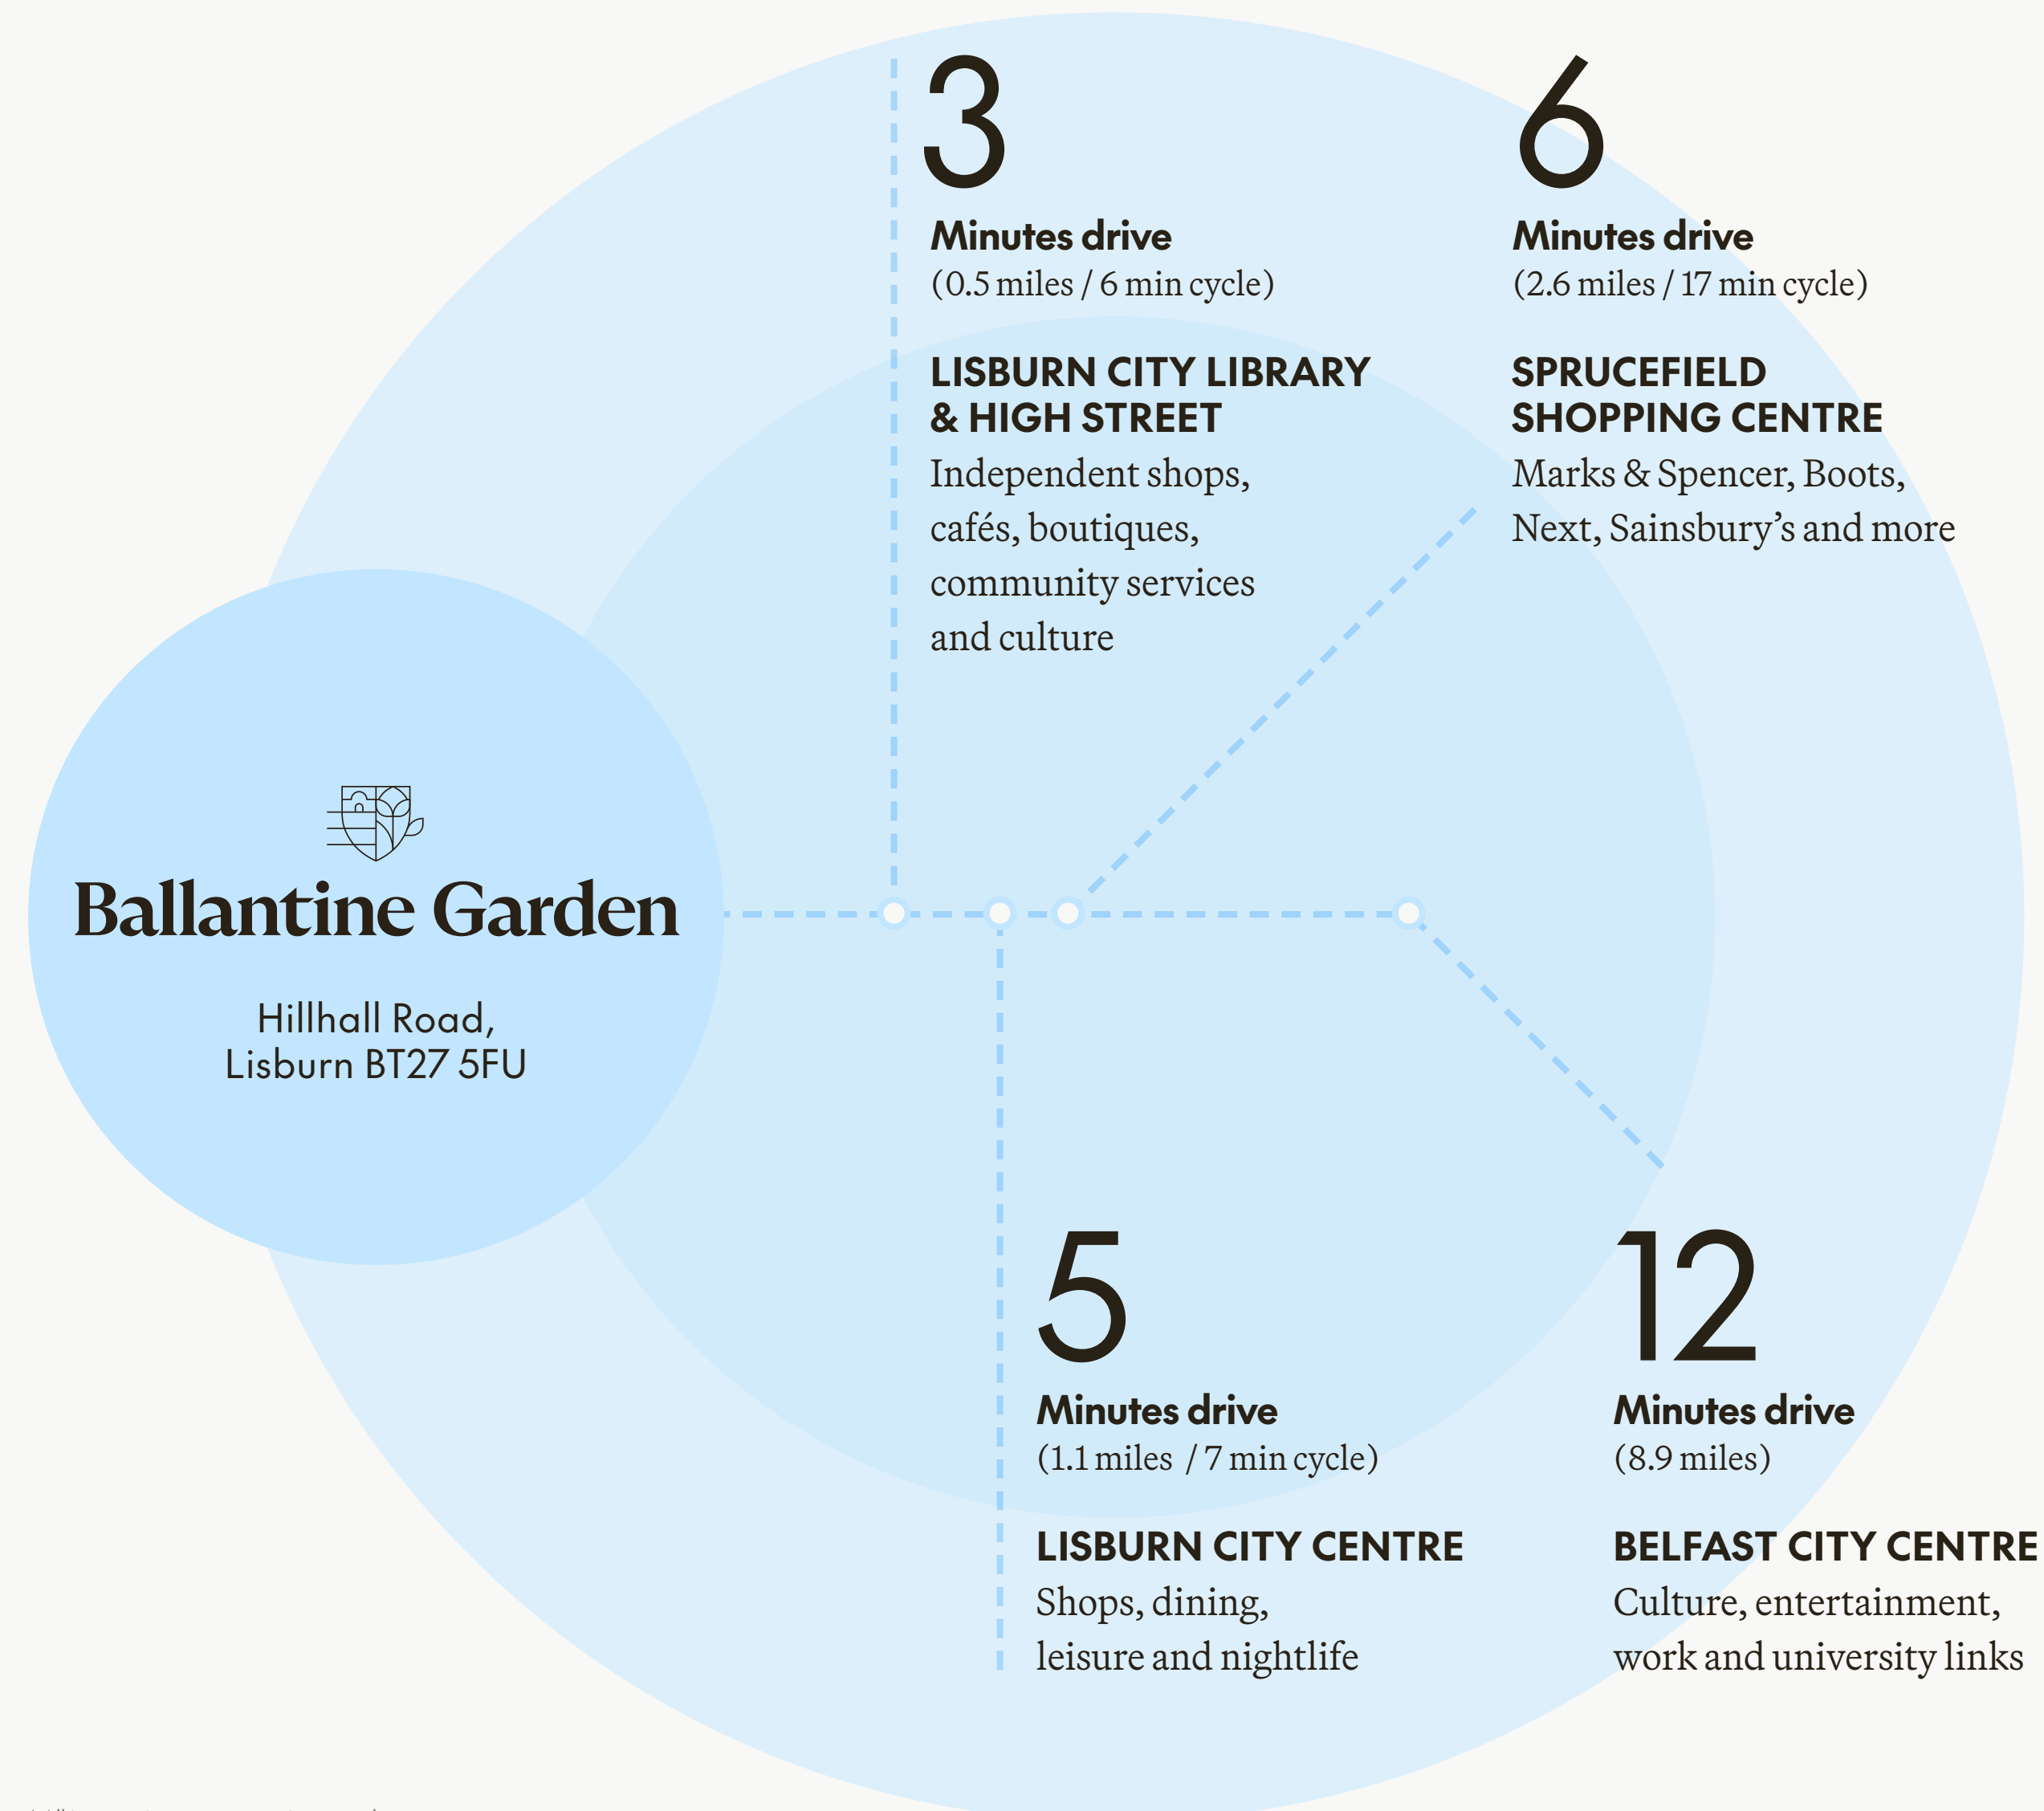 3
Minutes drive
(0.5 miles / 6 min cycle)
LISBURN CITY LIBRARY
& HIGH STREET
Independent shops,
cafés, boutiques,
community services
and culture
6
Minutes drive
(2.6 miles / 17 min cycle)
SPRUCEFIELD
SHOPPING CENTRE
Marks & Spencer, Boots,
Next, Sainsbury’s and more
Ballantine Garden
Hillhall Road,
Lisburn BT27 5FU
5
Minutes drive
(1.1 miles / 7 min cycle)
LISBURN CITY CENTRE
Shops, dining,
leisure and nightlife
12
Minutes drive
(8.9 miles)
BELFAST CITY CENTRE
Culture, entertainment,
work and university links